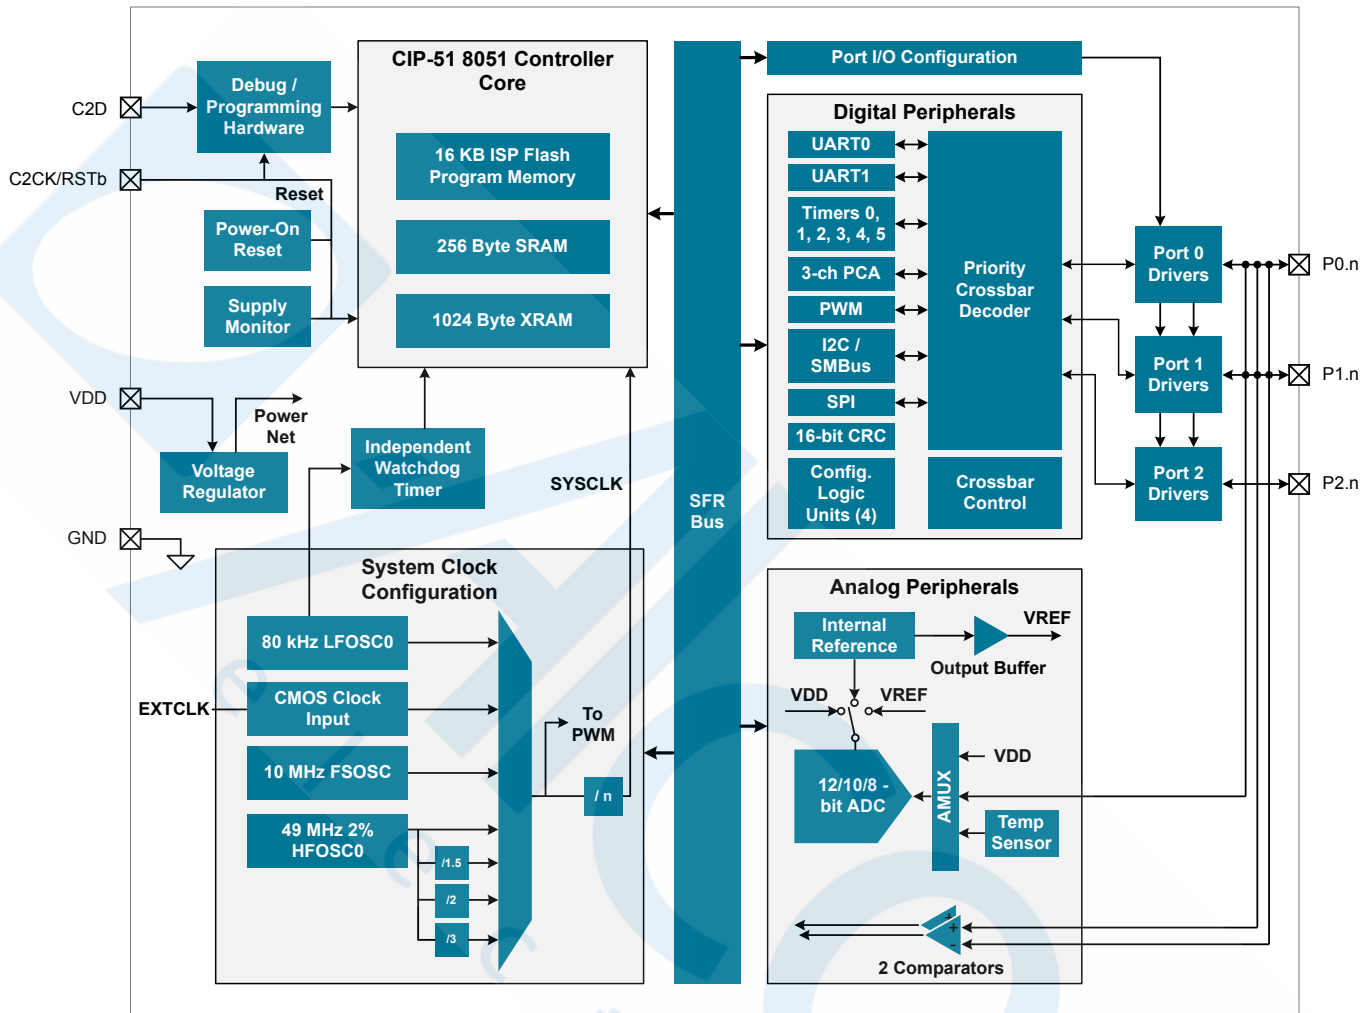 C2D
C2CK/RSTb
VDD
GND
EXTCLK
Debug /
Programming
Hardware
Reset
Power-On
Reset
Supply
Monitor
Power
Net
Voltage
Regulator
CIP-51 8051 Controller
Core
16 KB ISP Flash
Program Memory
256 Byte SRAM
1024 Byte XRAM
Independent
Watchdog
Timer
SYSCLK
System Clock
Configuration
80 kHz LFOSC0
CMOS Clock
Input
10 MHz FSOSC
49 MHz 2%
HFOSC0
/1.5
/2
/3
To
PWM
/ n
SFR
Bus
Port I/O Configuration
Digital Peripherals
UART0
UART1
Timers 0,
1, 2, 3, 4, 5
3-ch PCA
PWM
I2C /
SMBus
SPI
16-bit CRC
Config.
Logic
Units (4)
Priority
Crossbar
Decoder
Crossbar
Control
Port 0
Drivers
Port 1
Drivers
Port 2
Drivers
P0.n
P1.n
P2.n
Analog Peripherals
Internal
Reference
VREF
Output Buffer
VDD
VREF
12/10/8 -
bit ADC
AMUX
VDD
Temp
Sensor
+
+
-
2 Comparators